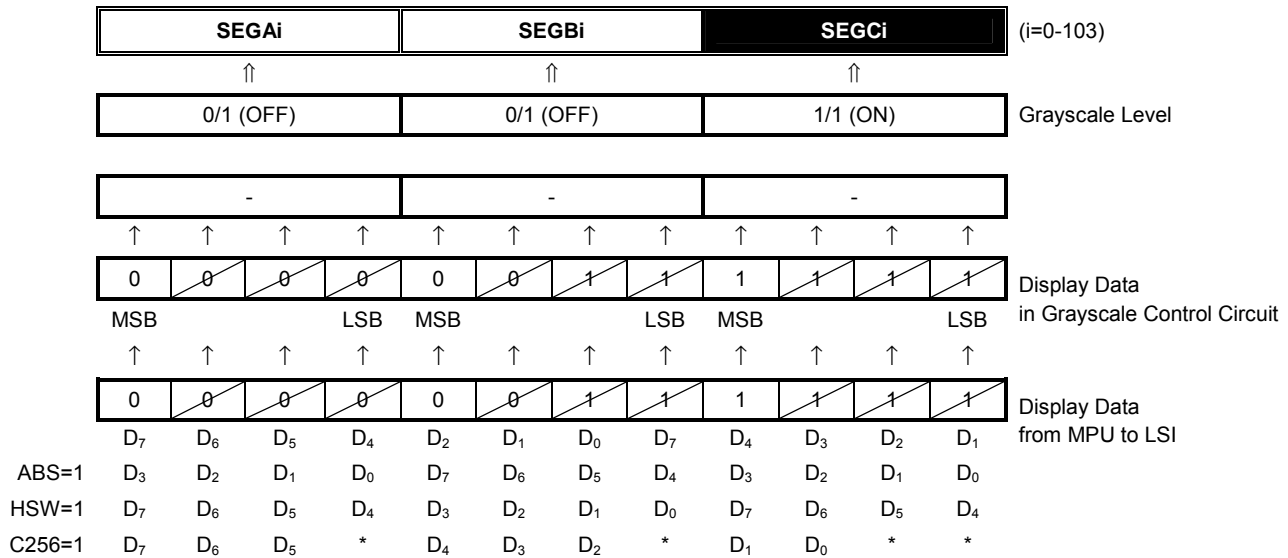 SEGAi SEGBi SEGCi (i=0-103)
⇑ ⇑ ⇑
0/1 (OFF) 0/1 (OFF) 1/1 (ON) Grayscale Level
- - -
↑ ↑ ↑ ↑ ↑ ↑ ↑ ↑ ↑ ↑ ↑ ↑
0 0 0 0 0 0 1 1 1 1 1 1 Display Data
in Grayscale Control Circuit
MSB LSB MSB LSB MSB LSB
↑ ↑ ↑ ↑ ↑ ↑ ↑ ↑ ↑ ↑ ↑ ↑
0 0 0 0 0 0 1 1 1 1 1 1 Display Data
from MPU to LSI
D₇ D₆ D₅ D₄ D₂ D₁ D₀ D₇ D₄ D₃ D₂ D₁
ABS=1 D₃ D₂ D₁ D₀ D₇ D₆ D₅ D₄ D₃ D₂ D₁ D₀
HSW=1 D₇ D₆ D₅ D₄ D₃ D₂ D₁ D₀ D₇ D₆ D₅ D₄
C256=1 D₇ D₆ D₅ * D₄ D₃ D₂ * D₁ D₀ * *